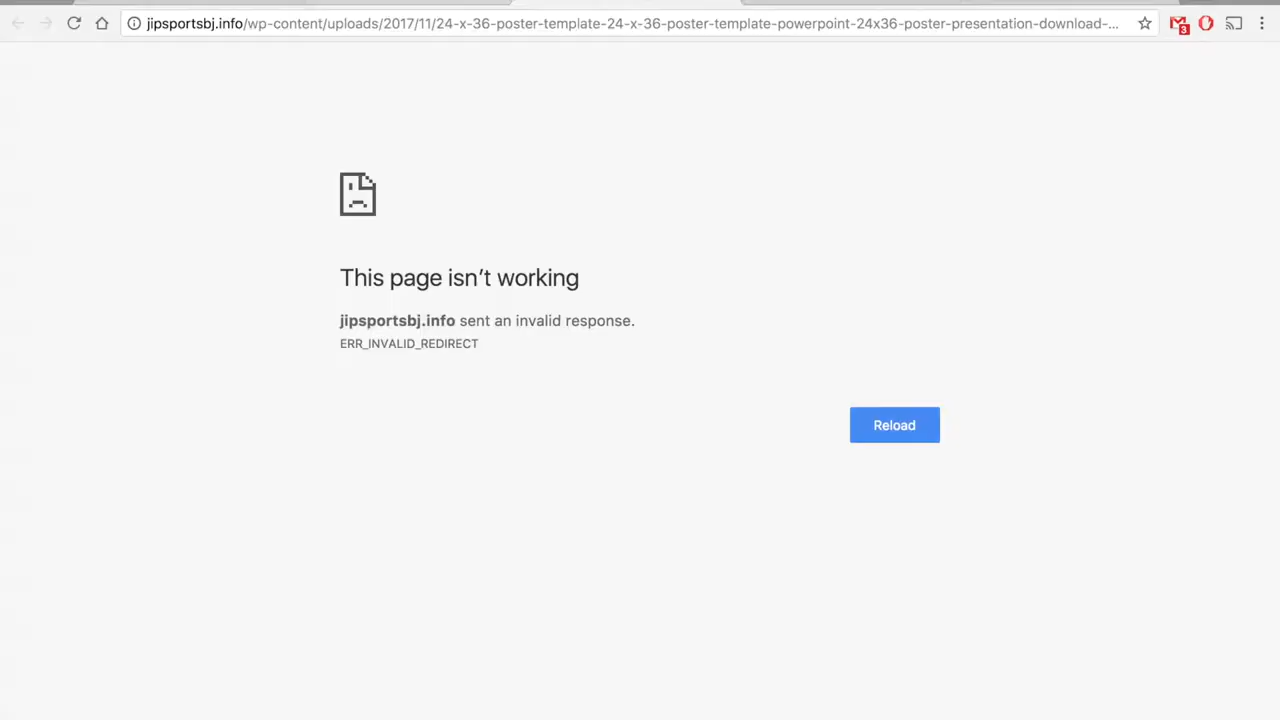 jipsportsbj.info/wp-content/uploads/2017/11/24-x-36-poster-template-24-x-36-poster-template-powerpoint-24x36-poster-presentation-download-...
3
This page isn’t working
jipsportsbj.info sent an invalid response.
ERR_INVALID_REDIRECT
Reload